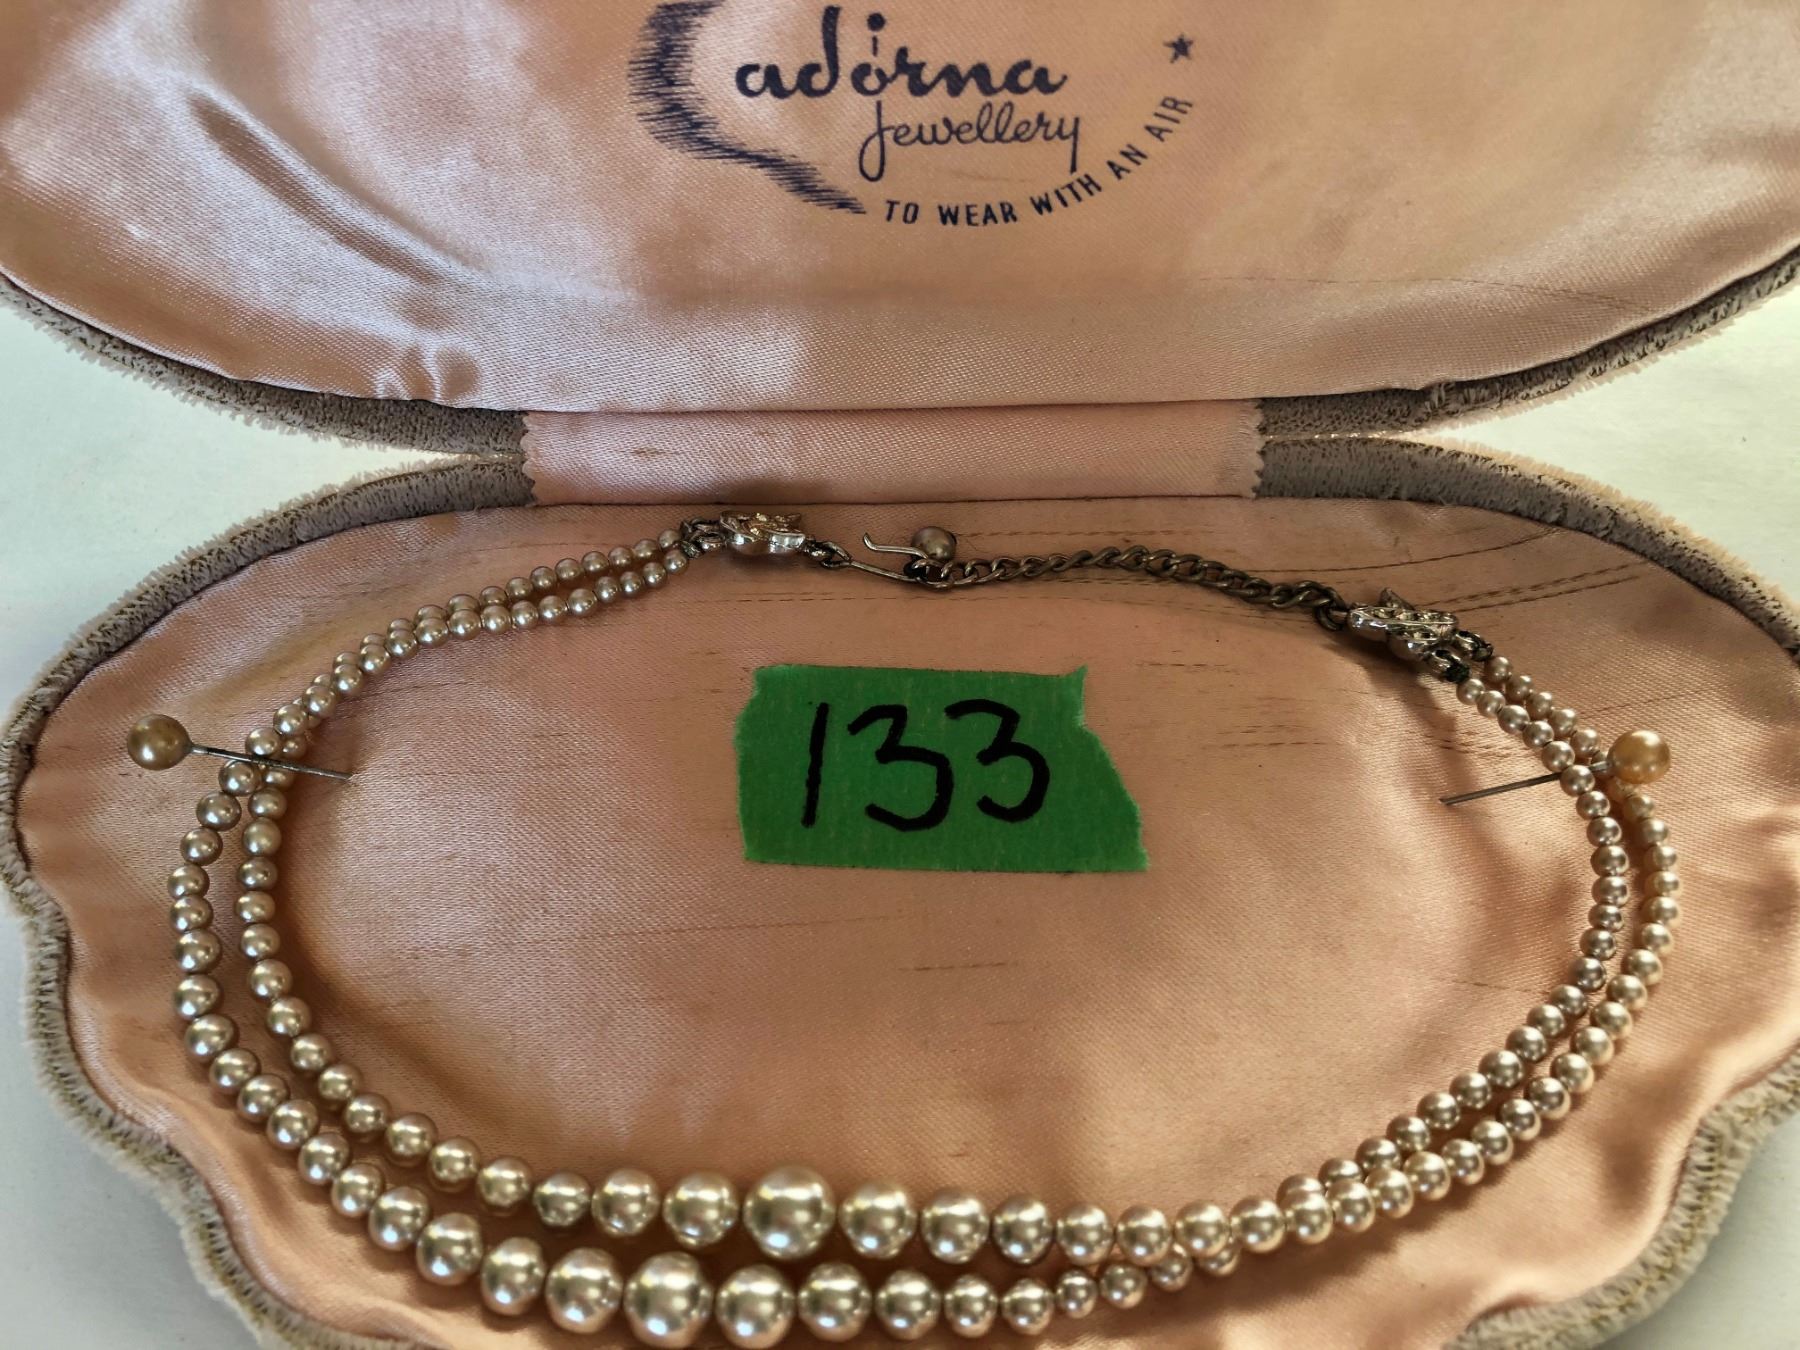 adorna
Jewellery
TO WEAR WITH AN AIR
133